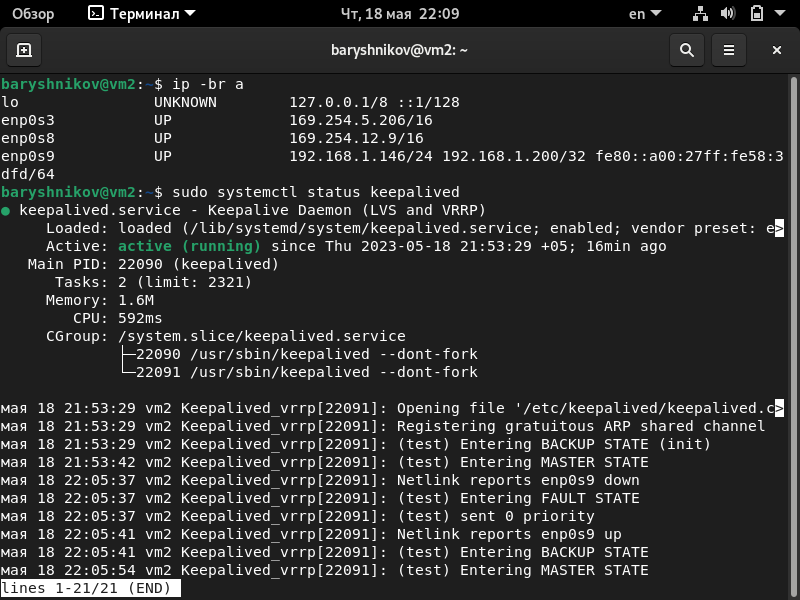 Обзор Терминал Чт, 18 мая 22:09 en
baryshnikov@vm2: ~
baryshnikov@vm2:~$ ip -br a
lo UNKNOWN 127.0.0.1/8 ::1/128
enp0s3 UP 169.254.5.206/16
enp0s8 UP 169.254.12.9/16
enp0s9 UP 192.168.1.146/24 192.168.1.200/32 fe80::a00:27ff:fe58:3
dfd/64
baryshnikov@vm2:~$ sudo systemctl status keepalived
● keepalived.service - Keepalive Daemon (LVS and VRRP)
Loaded: loaded (/lib/systemd/system/keepalived.service; enabled; vendor preset: e>
Active: active (running) since Thu 2023-05-18 21:53:29 +05; 16min ago
Main PID: 22090 (keepalived)
Tasks: 2 (limit: 2321)
Memory: 1.6M
CPU: 592ms
CGroup: /system.slice/keepalived.service
├─22090 /usr/sbin/keepalived --dont-fork
└─22091 /usr/sbin/keepalived --dont-fork
мая 18 21:53:29 vm2 Keepalived_vrrp[22091]: Opening file '/etc/keepalived/keepalived.c>
мая 18 21:53:29 vm2 Keepalived_vrrp[22091]: Registering gratuitous ARP shared channel
мая 18 21:53:29 vm2 Keepalived_vrrp[22091]: (test) Entering BACKUP STATE (init)
мая 18 21:53:42 vm2 Keepalived_vrrp[22091]: (test) Entering MASTER STATE
мая 18 22:05:37 vm2 Keepalived_vrrp[22091]: Netlink reports enp0s9 down
мая 18 22:05:37 vm2 Keepalived_vrrp[22091]: (test) Entering FAULT STATE
мая 18 22:05:37 vm2 Keepalived_vrrp[22091]: (test) sent 0 priority
мая 18 22:05:41 vm2 Keepalived_vrrp[22091]: Netlink reports enp0s9 up
мая 18 22:05:41 vm2 Keepalived_vrrp[22091]: (test) Entering BACKUP STATE
мая 18 22:05:54 vm2 Keepalived_vrrp[22091]: (test) Entering MASTER STATE
lines 1-21/21 (END)